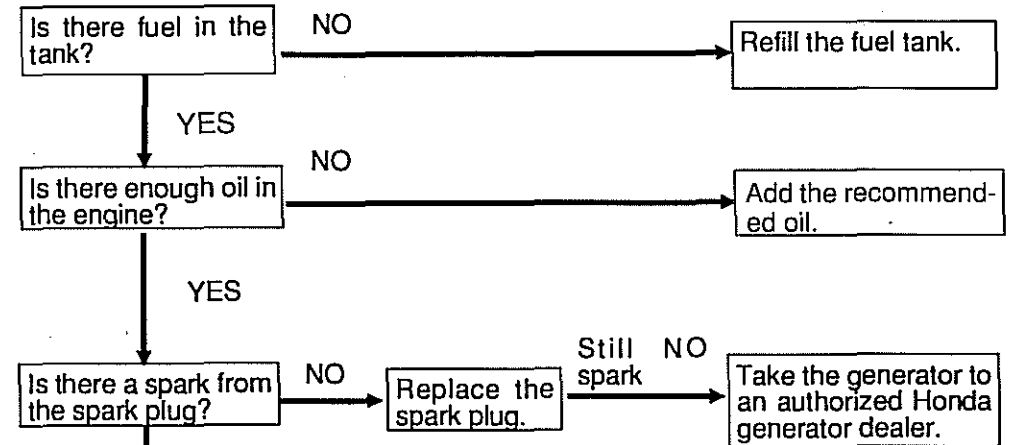 Is there fuel in the
tank?
NO
Refill the fuel tank.
YES
Is there enough oil in
the engine?
NO
Add the recommend-
ed oil.
YES
Is there a spark from
the spark plug?
NO
Replace the
spark plug.
Still NO
spark
Take the generator to
an authorized Honda
generator dealer.